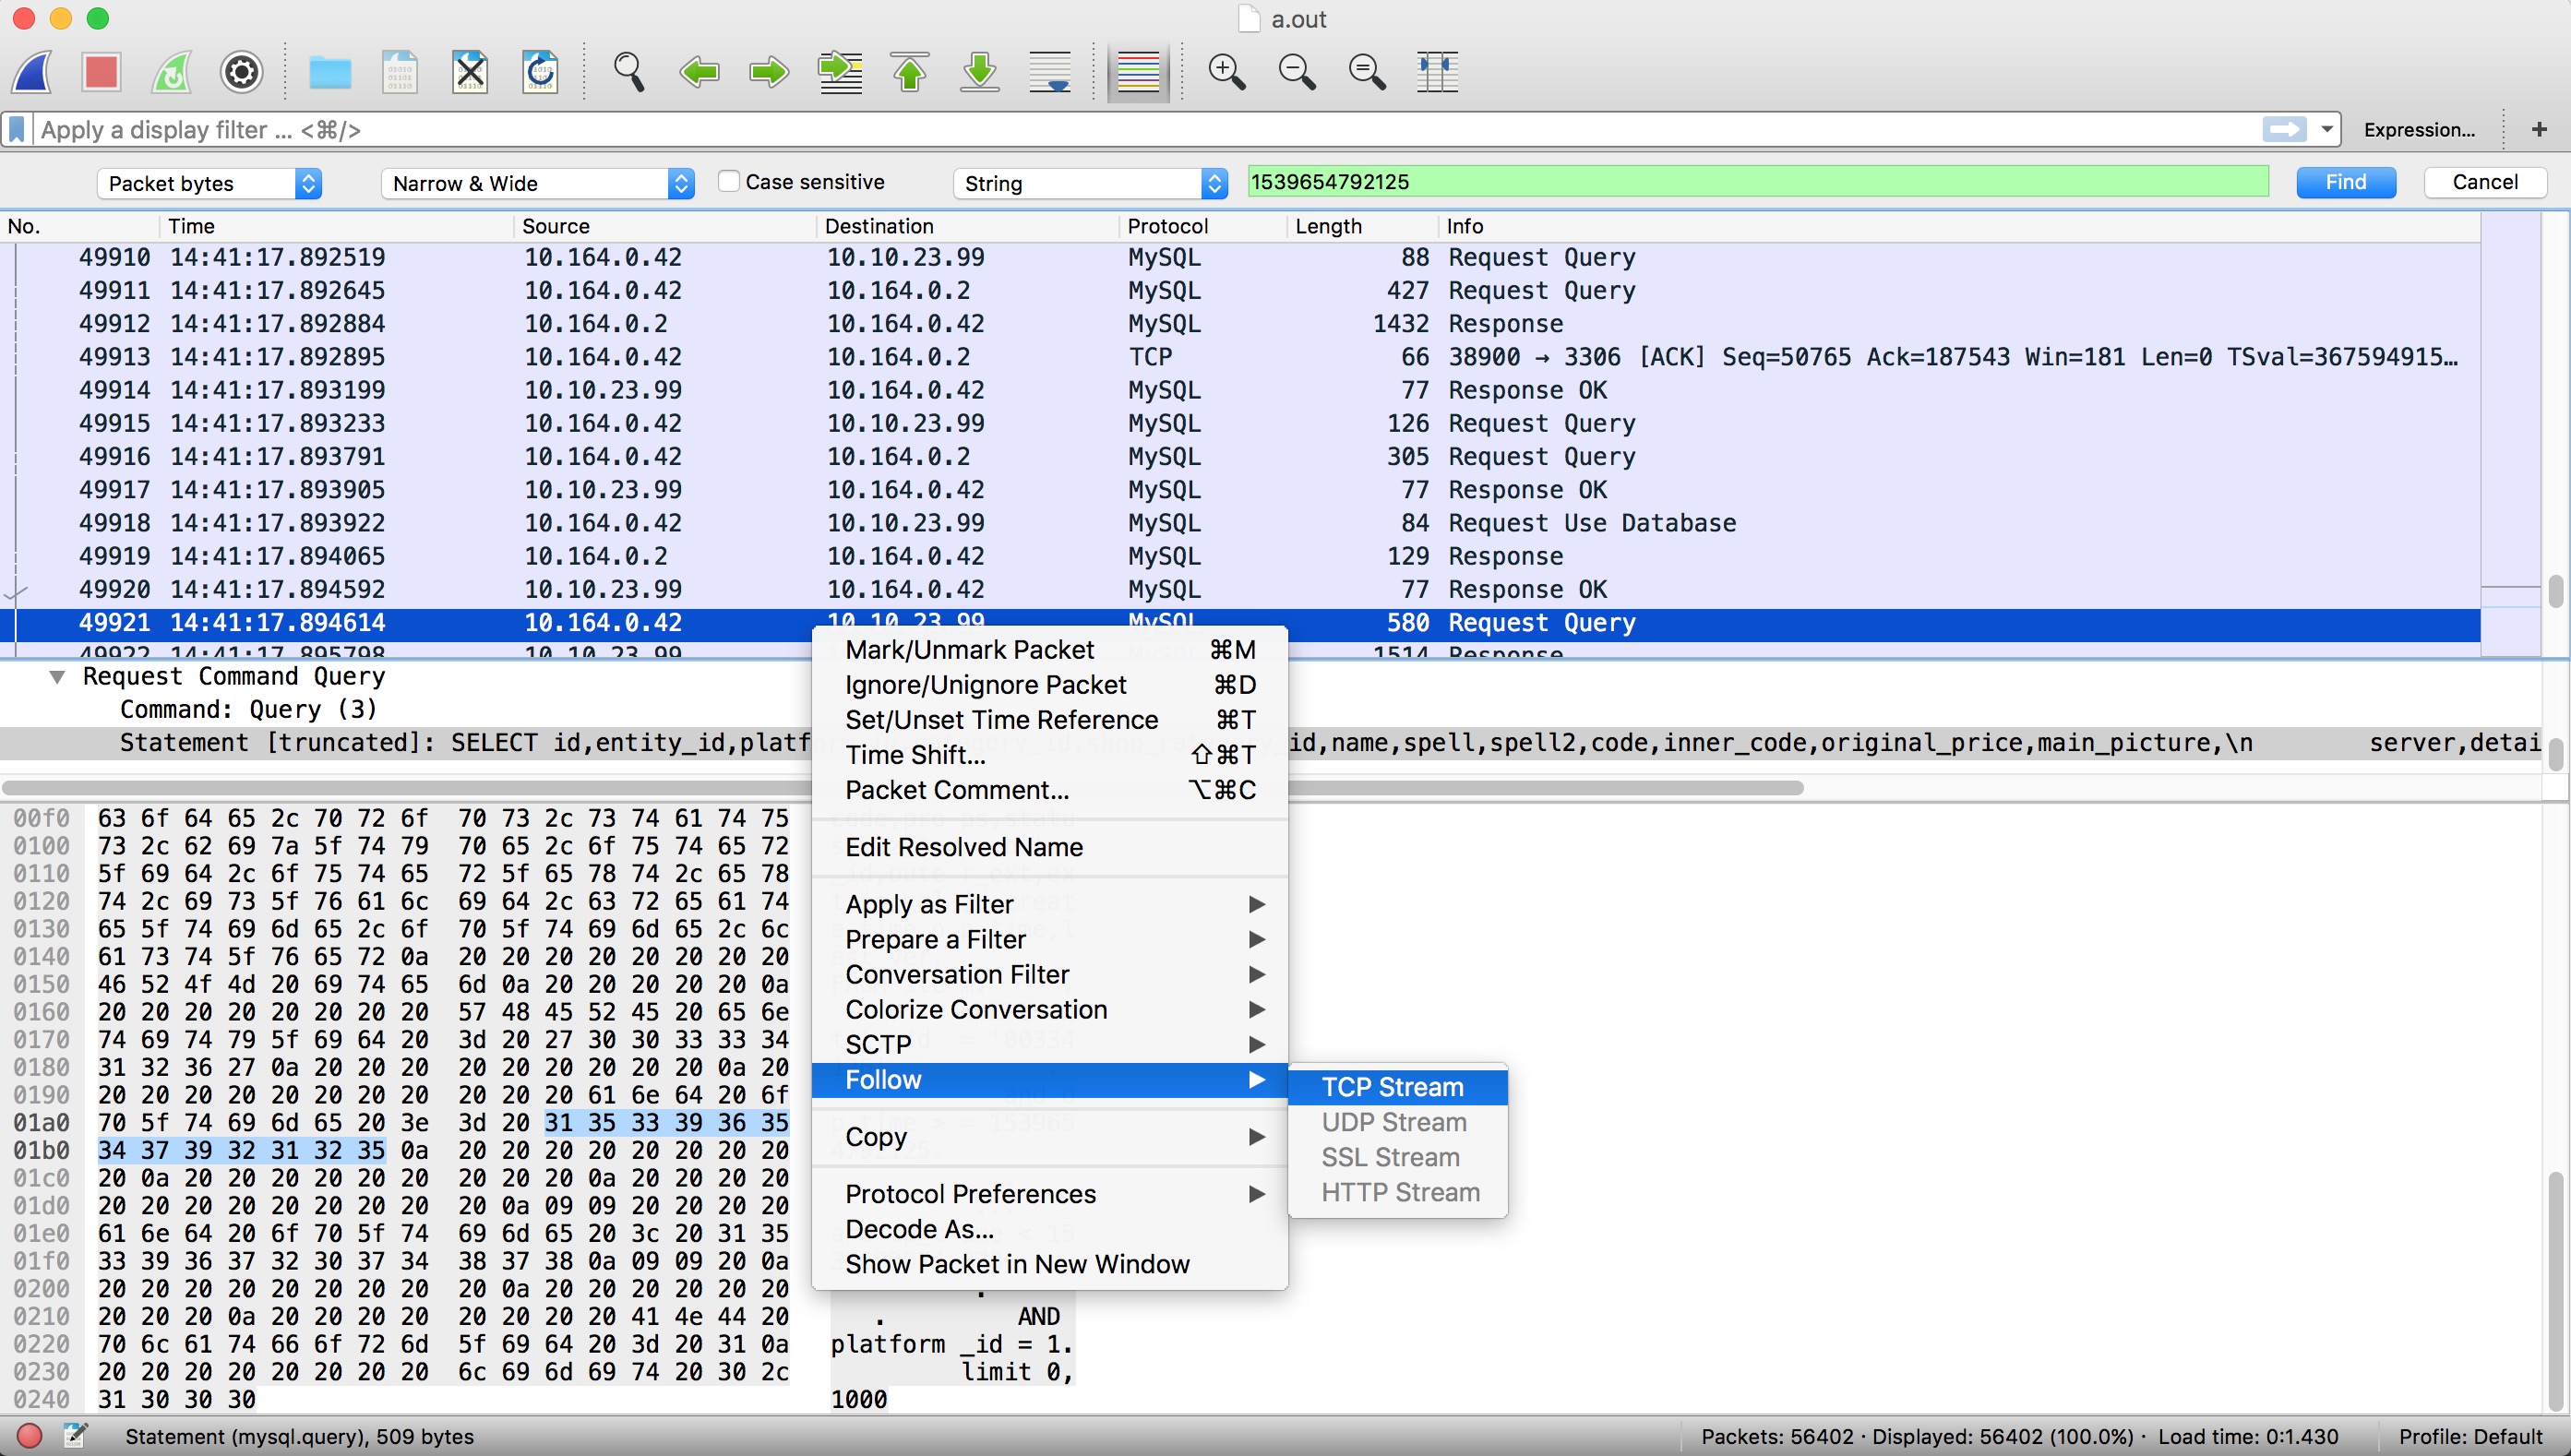 a.out
Apply a display filter ... <⌘/>
Expression...
+
Packet bytes
Narrow & Wide
Case sensitive
String
1539654792125
Find
Cancel
No. Time Source Destination Protocol Length Info
49910 14:41:17.892519 10.164.0.42 10.10.23.99 MySQL 88 Request Query
49911 14:41:17.892645 10.164.0.42 10.164.0.2 MySQL 427 Request Query
49912 14:41:17.892884 10.164.0.2 10.164.0.42 MySQL 1432 Response
49913 14:41:17.892895 10.164.0.42 10.164.0.2 TCP 66 38900 → 3306 [ACK] Seq=50765 Ack=187543 Win=181 Len=0 TSval=367594915…
49914 14:41:17.893199 10.10.23.99 10.164.0.42 MySQL 77 Response OK
49915 14:41:17.893233 10.164.0.42 10.10.23.99 MySQL 126 Request Query
49916 14:41:17.893791 10.164.0.42 10.164.0.2 MySQL 305 Request Query
49917 14:41:17.893905 10.10.23.99 10.164.0.42 MySQL 77 Response OK
49918 14:41:17.893922 10.164.0.42 10.10.23.99 MySQL 84 Request Use Database
49919 14:41:17.894065 10.164.0.2 10.164.0.42 MySQL 129 Response
49920 14:41:17.894592 10.10.23.99 10.164.0.42 MySQL 77 Response OK
49921 14:41:17.894614 10.164.0.42 10.10.23.99 MySQL 580 Request Query
49922 14:41:17.895798 10.10.23.99 1514 Response
Request Command Query
Command: Query (3)
Statement [truncated]: SELECT id,entity_id,platf id,name,spell,spell2,code,inner_code,original_price,main_picture,\n server,detai
Mark/Unmark Packet ⌘M
Ignore/Unignore Packet ⌘D
Set/Unset Time Reference ⌘T
Time Shift... ⇧⌘T
Packet Comment... ⌥⌘C
Edit Resolved Name
Apply as Filter
Prepare a Filter
Conversation Filter
Colorize Conversation
SCTP
Follow
Copy
Protocol Preferences
Decode As...
Show Packet in New Window
TCP Stream
UDP Stream
SSL Stream
HTTP Stream
00f0 63 6f 64 65 2c 70 72 6f 70 73 2c 73 74 61 74 75
0100 73 2c 62 69 7a 5f 74 79 70 65 2c 6f 75 74 65 72
0110 5f 69 64 2c 6f 75 74 65 72 5f 65 78 74 2c 65 78
0120 74 2c 69 73 5f 76 61 6c 69 64 2c 63 72 65 61 74
0130 65 5f 74 69 6d 65 2c 6f 70 5f 74 69 6d 65 2c 6c
0140 61 73 74 5f 76 65 72 0a 20 20 20 20 20 20 20 20
0150 46 52 4f 4d 20 69 74 65 6d 0a 20 20 20 20 20 0a
0160 20 20 20 20 20 20 20 20 57 48 45 52 45 20 65 6e
0170 74 69 74 79 5f 69 64 20 3d 20 27 30 30 33 33 34
0180 31 32 36 27 0a 20 20 20 20 20 20 20 20 20 0a 20
0190 20 20 20 20 20 20 20 20 20 20 20 61 6e 64 20 6f
01a0 70 5f 74 69 6d 65 20 3e 3d 20 31 35 33 39 36 35
01b0 34 37 39 32 31 32 35 0a 20 20 20 20 20 20 20 20
01c0 20 0a 20 20 20 20 20 20 20 20 20 0a 20 20 20 20
01d0 20 20 20 20 20 20 20 20 20 0a 09 09 20 20 20 20
01e0 61 6e 64 20 6f 70 5f 74 69 6d 65 20 3c 20 31 35
01f0 33 39 36 37 32 30 37 34 38 37 38 0a 09 09 20 0a
0200 20 20 20 20 20 20 20 20 20 0a 20 20 20 20 20 20
0210 20 20 20 0a 20 20 20 20 20 20 20 20 41 4e 44 20 . AND
0220 70 6c 61 74 66 6f 72 6d 5f 69 64 20 3d 20 31 0a platform _id = 1.
0230 20 20 20 20 20 20 20 20 6c 69 6d 69 74 20 30 2c limit 0,
0240 31 30 30 30 1000
Statement (mysql.query), 509 bytes
Packets: 56402 · Displayed: 56402 (100.0%) · Load time: 0:1.430
Profile: Default